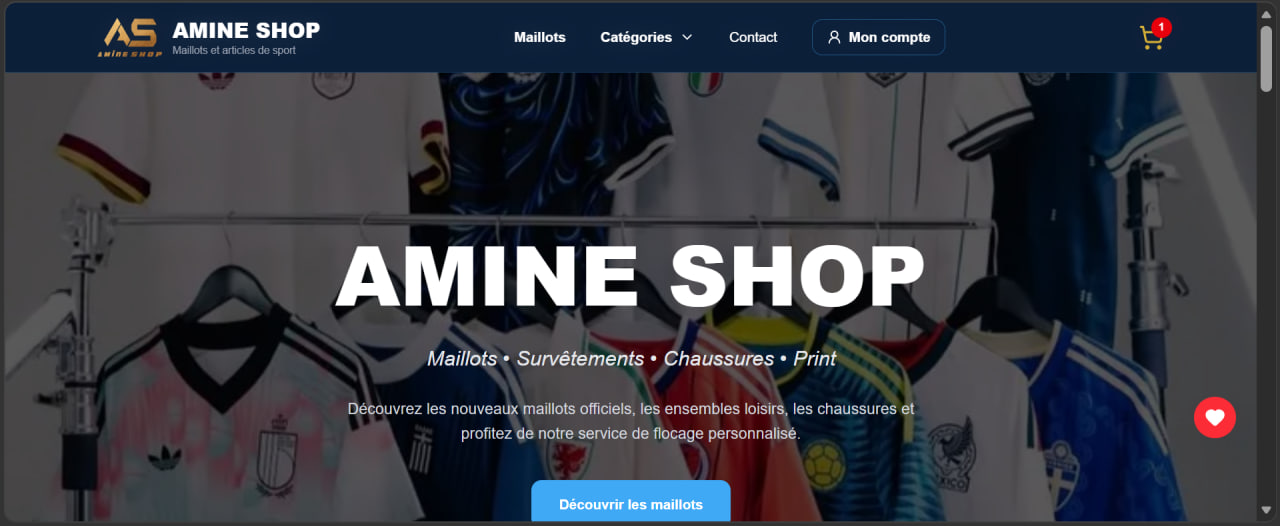 AS
AMINE SHOP
AMINE SHOP
Maillots et articles de sport
Maillots
Catégories
Contact
Mon compte
1
AMINE SHOP
Maillots • Survêtements • Chaussures • Print
Découvrez les nouveaux maillots officiels, les ensembles loisirs, les chaussures et
profitez de notre service de flocage personnalisé.
MEXICO
Découvrir les maillots